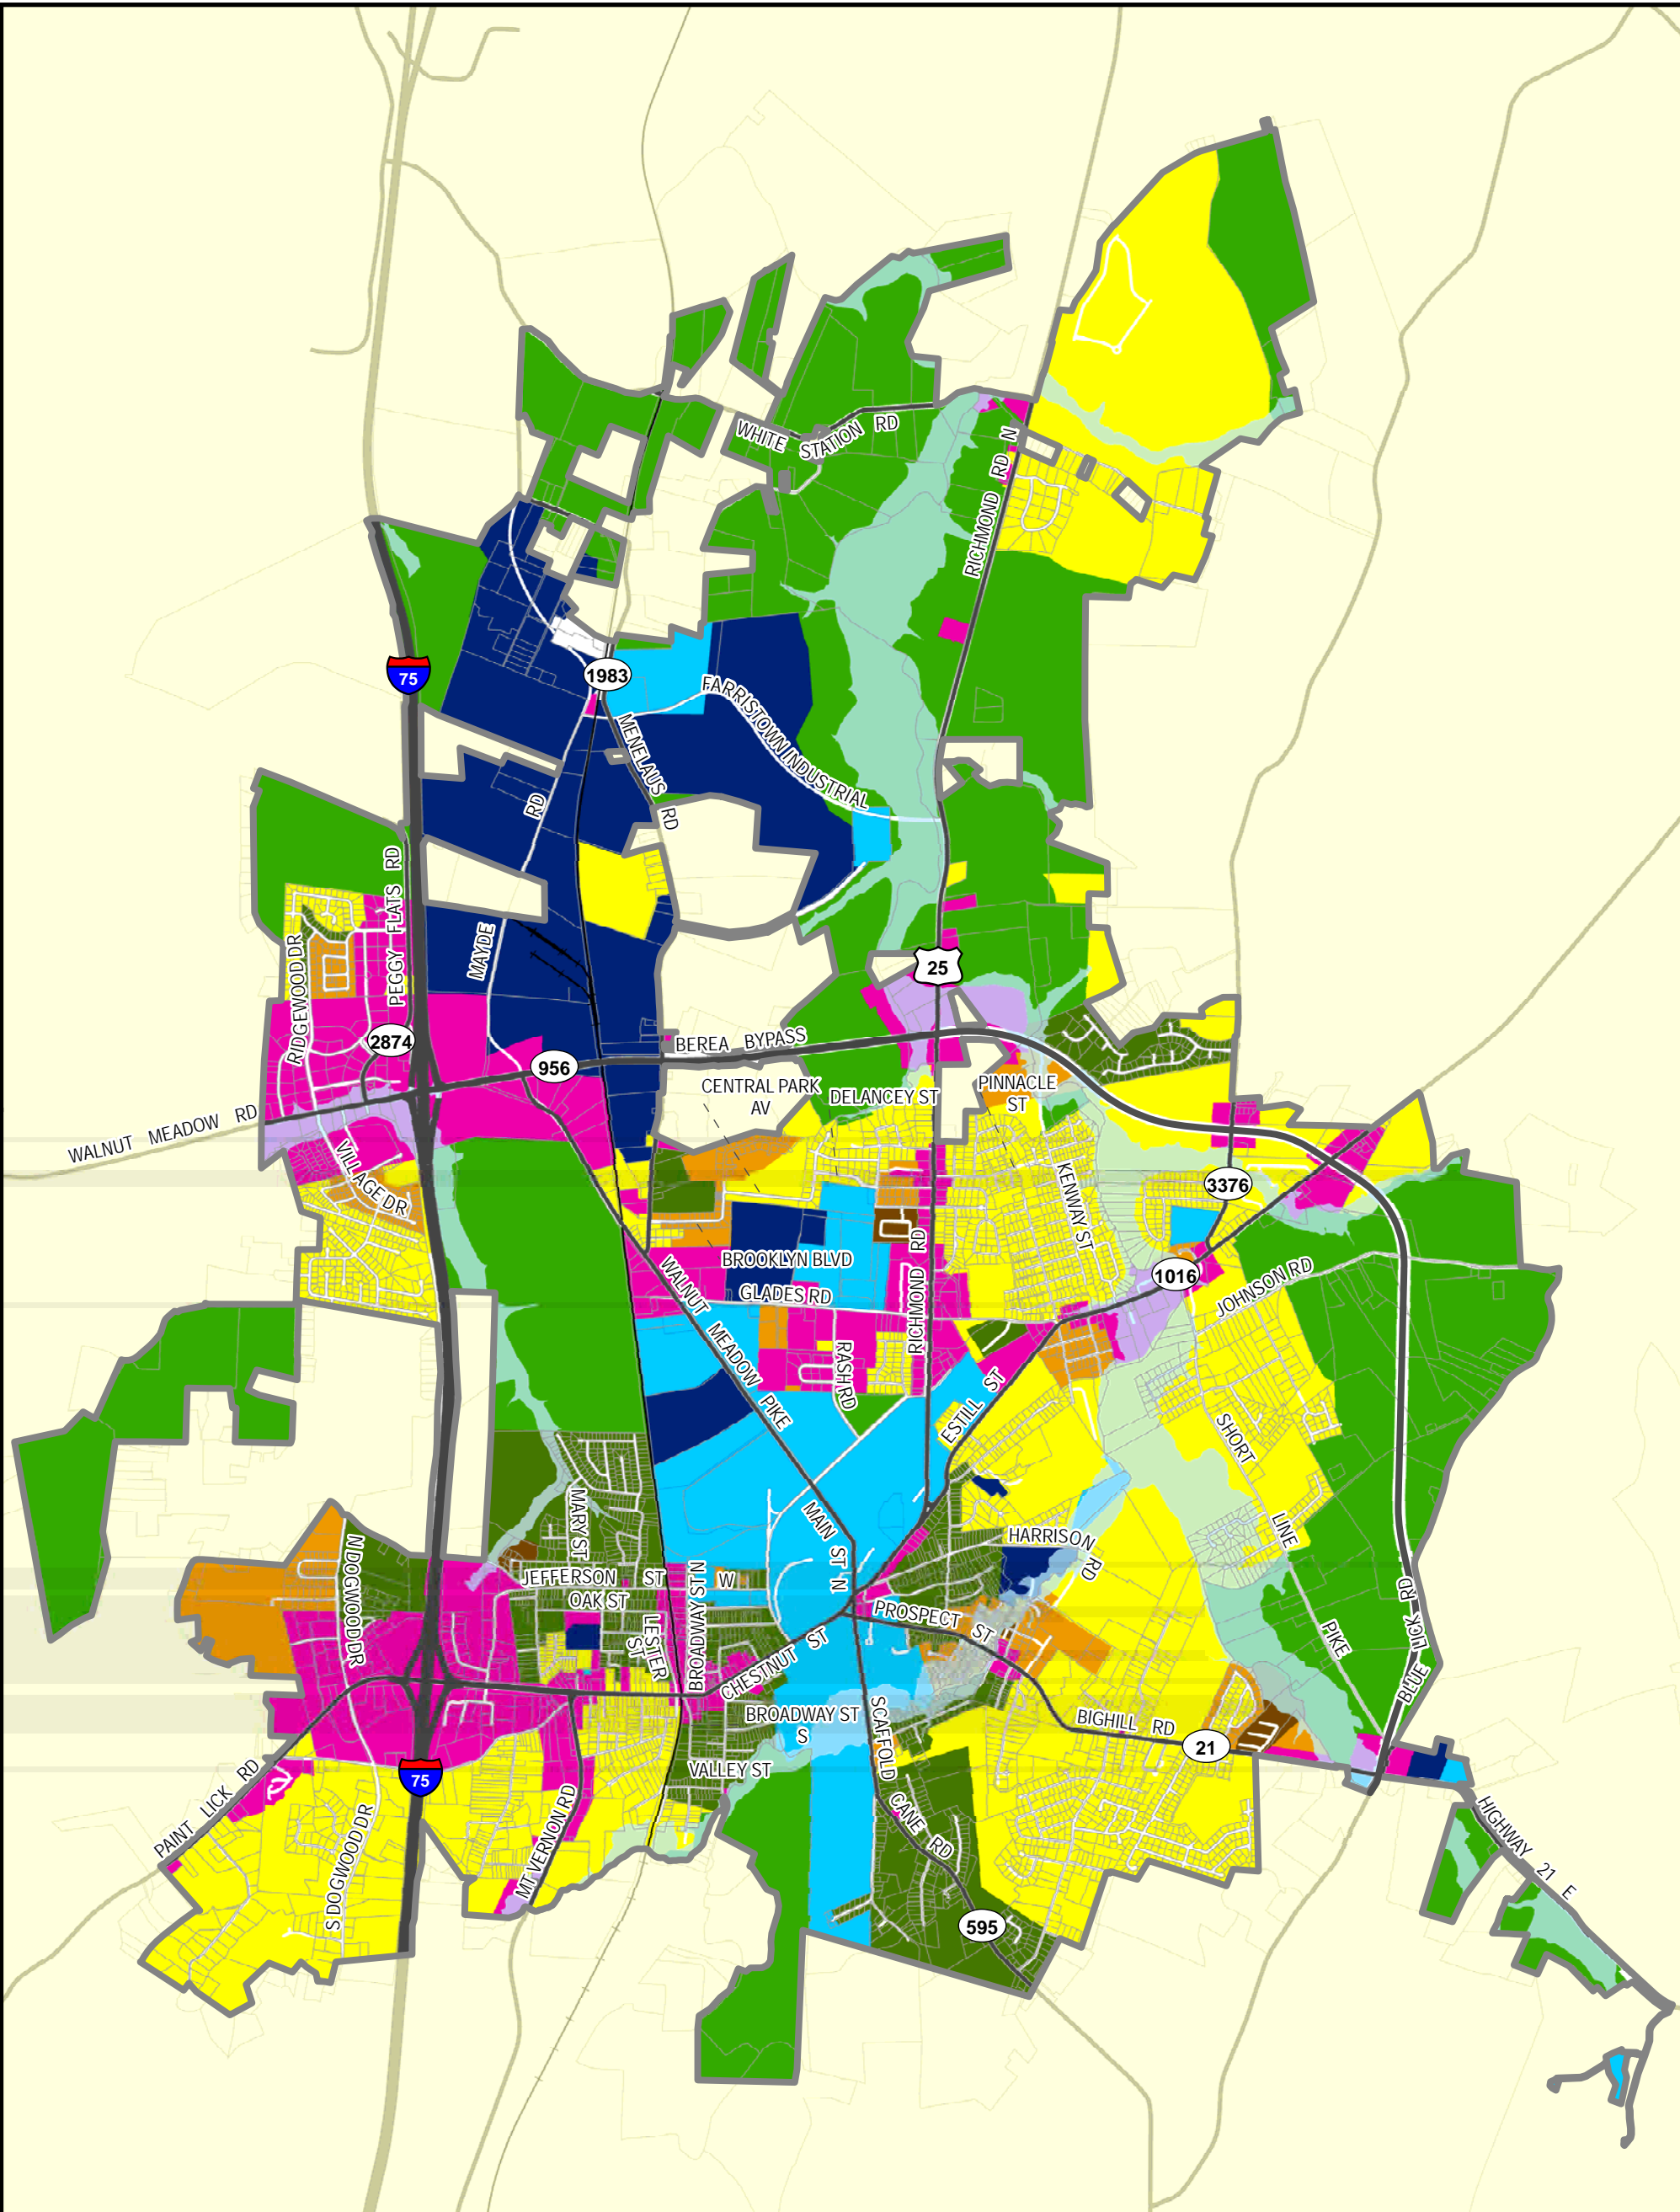 WHITE STATION RD
RICHMOND RD N
75
1983
FARRISTOWN INDUSTRIAL
MENELAUS RD
RD
PEGGY FLATS RD
RIDGEWOOD DR
MAYDE
25
2874
956
BEREA BYPASS
CENTRAL PARK
AV
DELANCEY ST
PINNACLE
ST
WALNUT MEADOW RD
VILLAGE DR
KENWAY ST
3376
BROOKLYN BLVD
RICHMOND RD
1016
JOHNSON RD
GLADES RD
WALNUT MEADOW PIKE
RASH RD
ESTILL ST
SHORT LINE PIKE
MARY ST
MAIN ST N
HARRISON
RD
N DOGWOOD DR
JEFFERSON ST W
OAK ST
LESTER
ST
BROADWAY ST N
PROSPECT ST
CHESTNUT ST
BLUE LICK RD
BROADWAY ST
S
SCAFFOLD CANE RD
BIGHILL RD
21
VALLEY ST
75
PAINT LICK RD
MT VERNON RD
S DOGWOOD DR
HIGHWAY 21 E
595